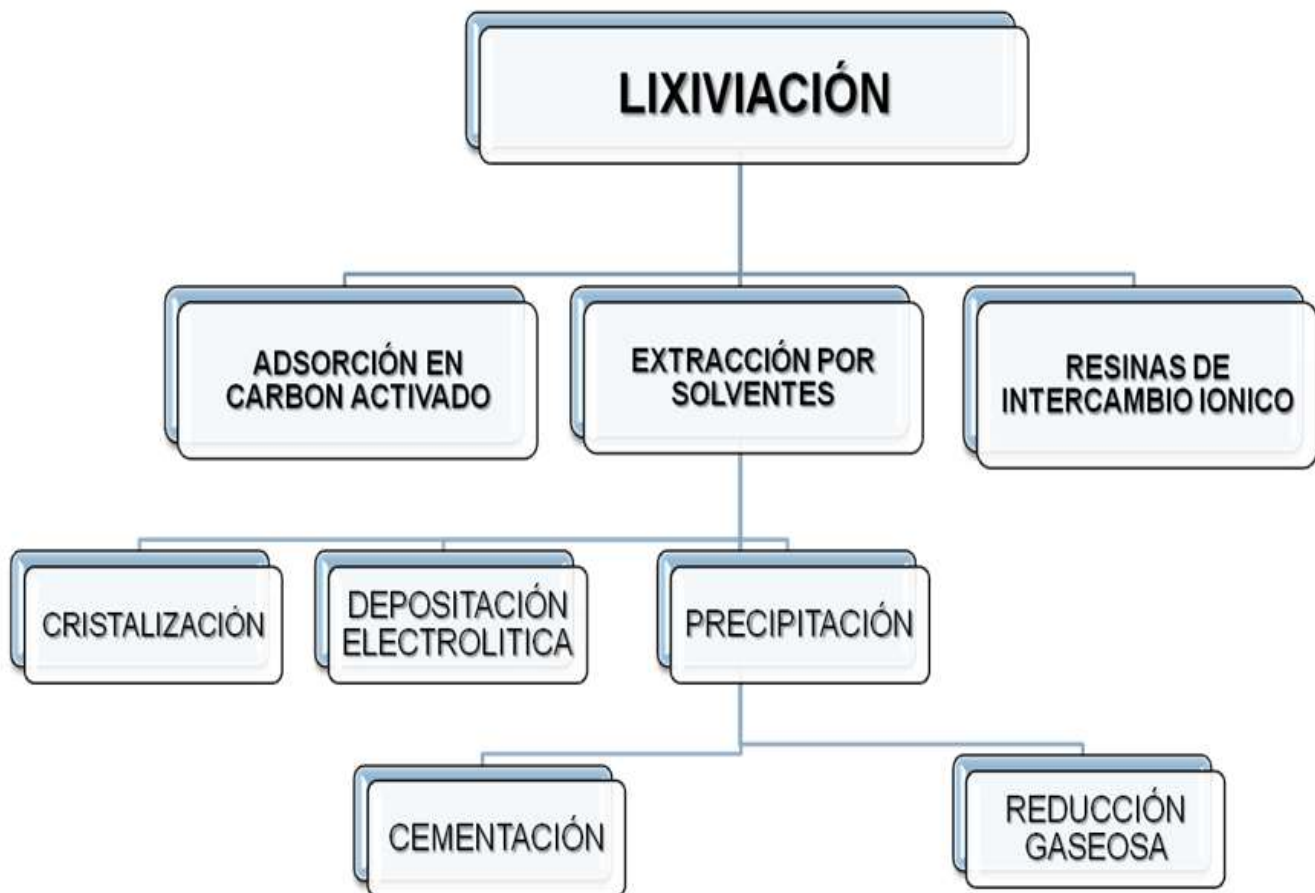 LIXIVIACIÓN
ADSORCIÓN EN
CARBON ACTIVADO
EXTRACCIÓN POR
SOLVENTES
RESINAS DE
INTERCAMBIO IONICO
CRISTALIZACIÓN
DEPOSITACIÓN
ELECTROLITICA
PRECIPITACIÓN
CEMENTACIÓN
REDUCCIÓN
GASEOSA